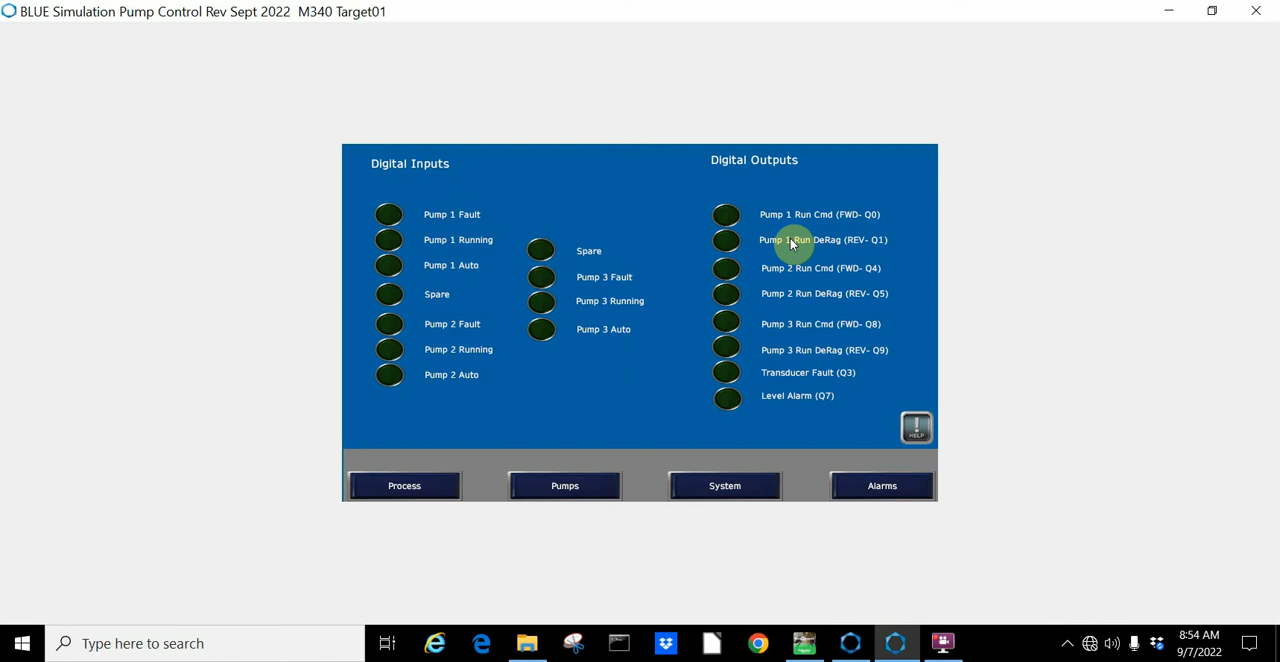 BLUE Simulation Pump Control Rev Sept 2022 M340 Target01
Digital Inputs
Pump 1 Fault
Pump 1 Running
Pump 1 Auto
Spare
Pump 2 Fault
Pump 2 Running
Pump 2 Auto
Spare
Pump 3 Fault
Pump 3 Running
Pump 3 Auto
Digital Outputs
Pump 1 Run Cmd (FWD- Q0)
Pump 1 Run DeRag (REV- Q1)
Pump 2 Run Cmd (FWD- Q4)
Pump 2 Run DeRag (REV- Q5)
Pump 3 Run Cmd (FWD- Q8)
Pump 3 Run DeRag (REV- Q9)
Transducer Fault (Q3)
Level Alarm (Q7)
! HELP
Process
Pumps
System
Alarms
Type here to search
8:54 AM
9/7/2022